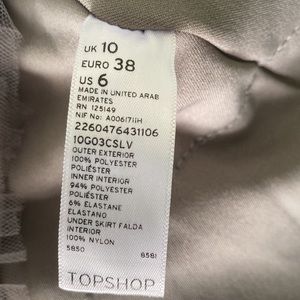 UK 10
EURO 38
US 6
MADE IN UNITED ARAB
EMIRATES
RN 125149
NIF No: A0061711H
2260476431106
10G03CSLV
OUTER EXTERIOR
100% POLYESTER
POLIÉSTER
INNER INTERIOR
94% POLYESTER
POLIÉSTER
6% ELASTANE
ELASTANO
UNDER SKIRT FALDA
INTERIOR
100% NYLON
5850 8581
TOPSHOP